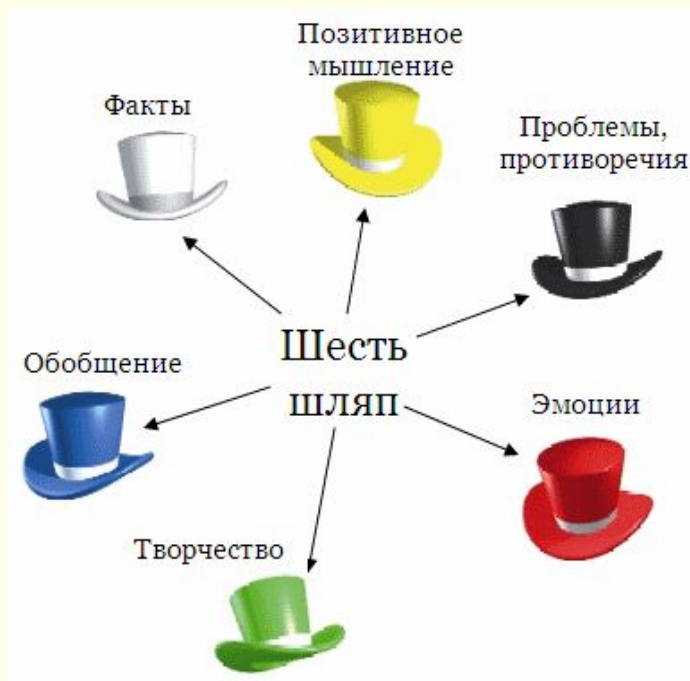 Позитивное
мышление
Факты
Проблемы,
противоречия
Шесть
шляп
Обобщение
Эмоции
Творчество